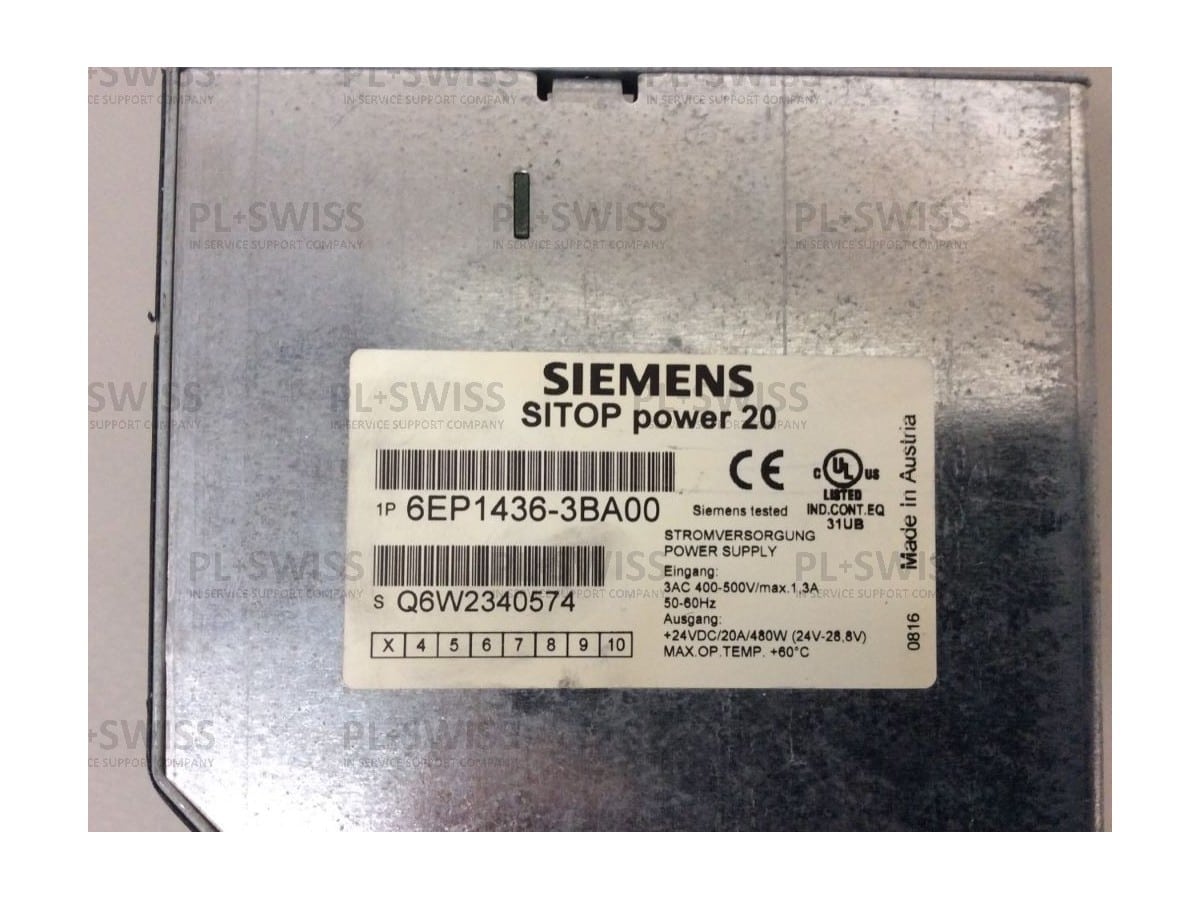 SIEMENS
SITOP power 20
1P 6EP1436-3BA00
S Q6W2340574
X 4 5 6 7 8 9 10
CE
Siemens tested
C UL US
LISTED
IND.CONT.EQ
31UB
STROMVERSORGUNG
POWER SUPPLY
Eingang:
3AC 400-500V/max.1,3A
50-60Hz
Ausgang:
+24VDC/20A/480W (24V-28,8V)
MAX.OP.TEMP. +60°C
Made in Austria
0816
PL+SWISS
IN SERVICE SUPPORT COMPANY